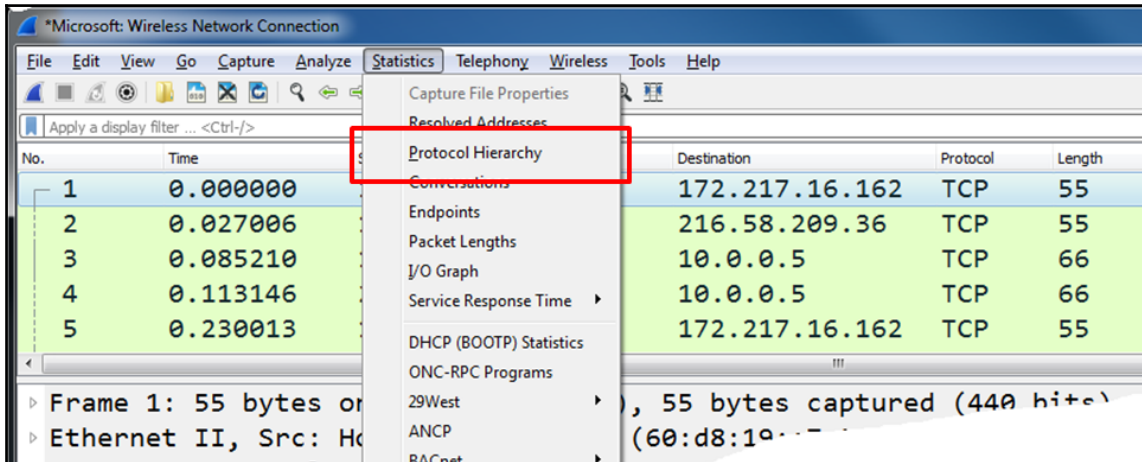 *Microsoft: Wireless Network Connection
File Edit View Go Capture Analyze Statistics Telephony Wireless Tools Help
Capture File Properties
Apply a display filter ... <Ctrl-/>
Resolved Addresses
Protocol Hierarchy
Conversations
Endpoints
Packet Lengths
I/O Graph
Service Response Time
DHCP (BOOTP) Statistics
ONC-RPC Programs
29West
ANCP
BACnet
No. Time Destination Protocol Length
1 0.000000 172.217.16.162 TCP 55
2 0.027006 216.58.209.36 TCP 55
3 0.085210 10.0.0.5 TCP 66
4 0.113146 10.0.0.5 TCP 66
5 0.230013 172.217.16.162 TCP 55
Frame 1: 55 bytes on ), 55 bytes captured (440 bits)
Ethernet II, Src: Ho (60:d8:19: